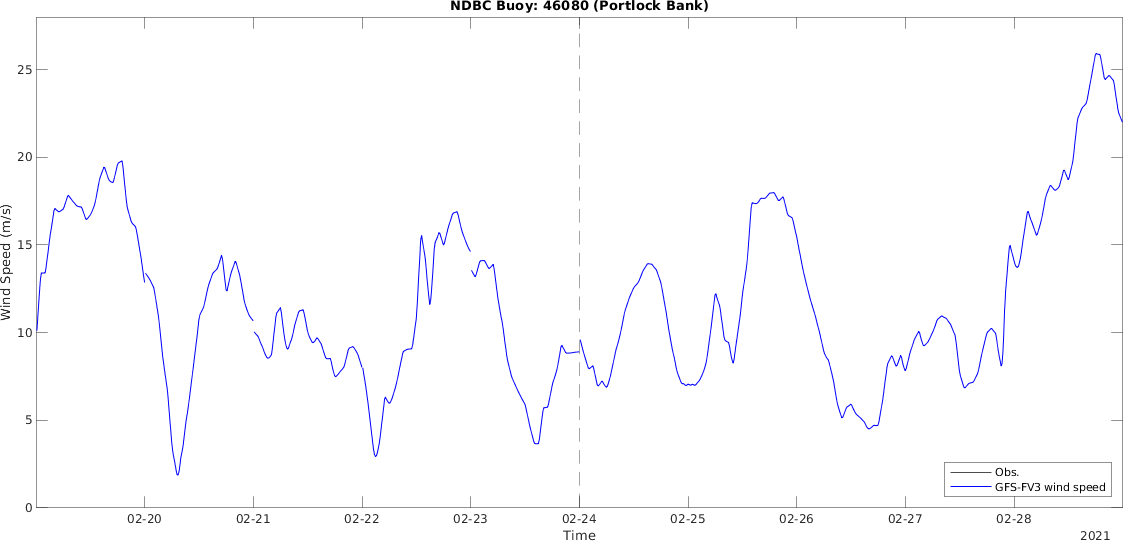 NDBC Buoy: 46080 (Portlock Bank)
Wind Speed (m/s)
25
20
15
10
5
0
Obs.
GFS-FV3 wind speed
02-20 02-21 02-22 02-23 02-24 02-25 02-26 02-27 02-28
Time
2021